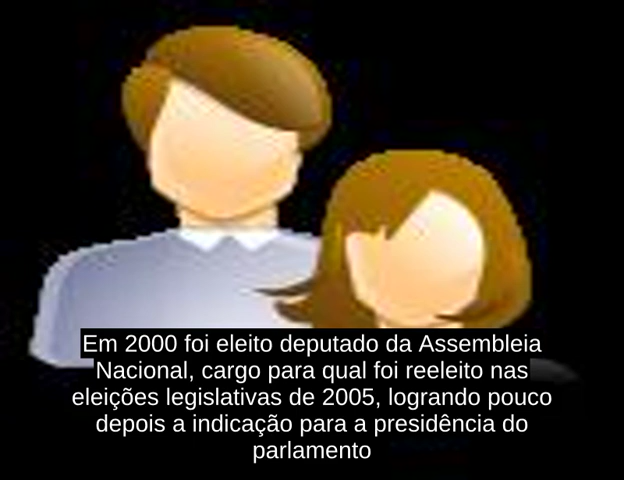 Em 2000 foi eleito deputado da Assembleia
Nacional, cargo para qual foi reeleito nas
eleições legislativas de 2005, logrando pouco
depois a indicação para a presidência do
parlamento